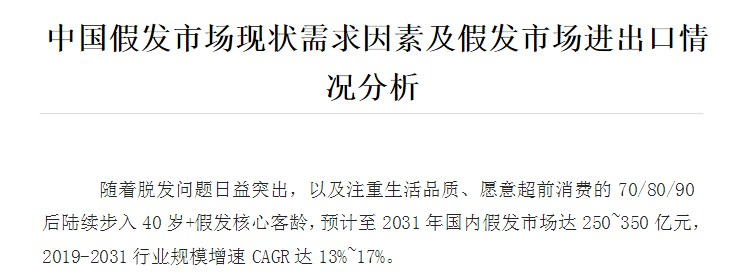 中国假发市场现状需求因素及假发市场进出口情
况分析
随着脱发问题日益突出，以及注重生活品质、愿意超前消费的 70/80/90
后陆续步入 40 岁+假发核心客龄，预计至 2031 年国内假发市场达 250~350 亿元，
2019-2031 行业规模增速 CAGR 达 13%~17%。